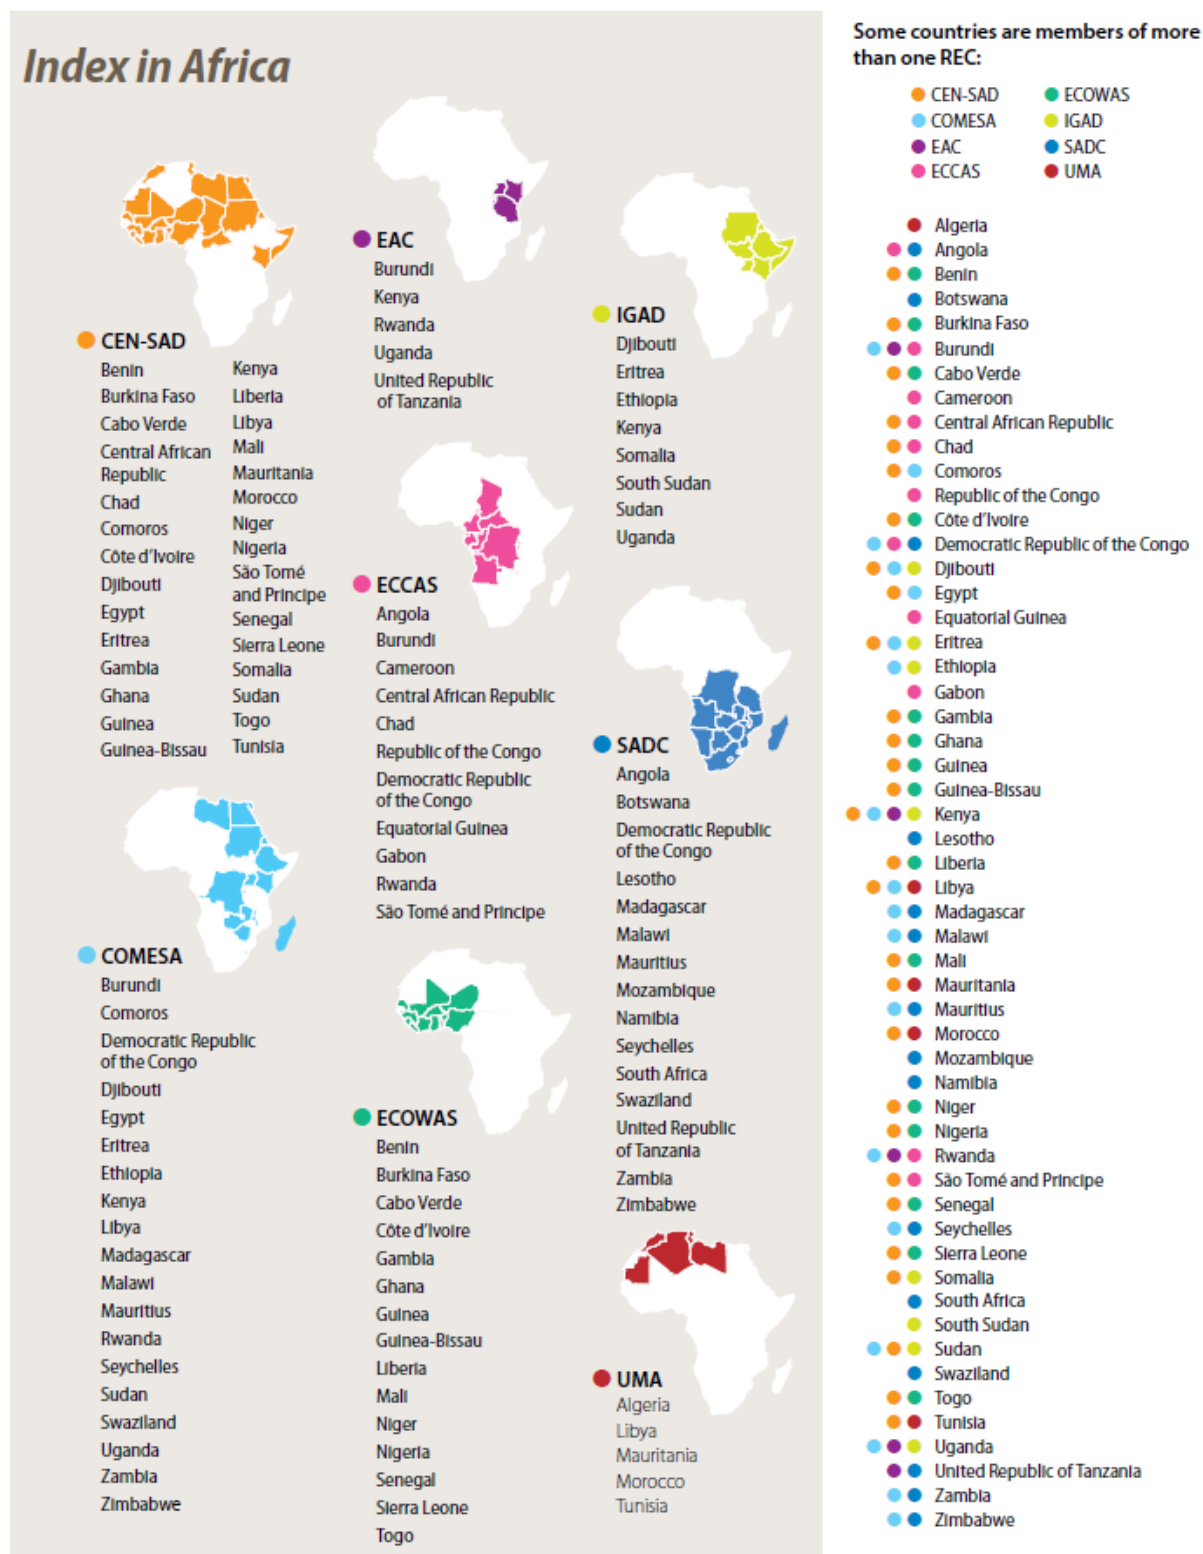 Index in Africa
CEN-SAD
Benin
Burkina Faso
Cabo Verde
Central African
Republic
Chad
Comoros
Côte d'Ivoire
Djibouti
Egypt
Eritrea
Gambia
Ghana
Guinea
Guinea-Bissau
Kenya
Liberia
Libya
Mali
Mauritania
Morocco
Niger
Nigeria
São Tomé
and Principe
Senegal
Sierra Leone
Somalia
Sudan
Togo
Tunisia
COMESA
Burundi
Comoros
Democratic Republic
of the Congo
Djibouti
Egypt
Eritrea
Ethiopia
Kenya
Libya
Madagascar
Malawi
Mauritius
Rwanda
Seychelles
Sudan
Swaziland
Uganda
Zambia
Zimbabwe
EAC
Burundi
Kenya
Rwanda
Uganda
United Republic
of Tanzania
ECCAS
Angola
Burundi
Cameroon
Central African Republic
Chad
Republic of the Congo
Democratic Republic
of the Congo
Equatorial Guinea
Gabon
Rwanda
São Tomé and Principe
ECOWAS
Benin
Burkina Faso
Cabo Verde
Côte d'Ivoire
Gambia
Ghana
Guinea
Guinea-Bissau
Liberia
Mali
Niger
Nigeria
Senegal
Sierra Leone
Togo
IGAD
Djibouti
Eritrea
Ethiopia
Kenya
Somalia
South Sudan
Sudan
Uganda
SADC
Angola
Botswana
Democratic Republic
of the Congo
Lesotho
Madagascar
Malawi
Mauritius
Mozambique
Namibia
Seychelles
South Africa
Swaziland
United Republic
of Tanzania
Zambia
Zimbabwe
UMA
Algeria
Libya
Mauritania
Morocco
Tunisia
Some countries are members of more
than one REC:
CEN-SAD
COMESA
EAC
ECCAS
ECOWAS
IGAD
SADC
UMA
Algeria
Angola
Benin
Botswana
Burkina Faso
Burundi
Cabo Verde
Cameroon
Central African Republic
Chad
Comoros
Republic of the Congo
Côte d'Ivoire
Democratic Republic of the Congo
Djibouti
Egypt
Equatorial Guinea
Eritrea
Ethiopia
Gabon
Gambia
Ghana
Guinea
Guinea-Bissau
Kenya
Lesotho
Liberia
Libya
Madagascar
Malawi
Mali
Mauritania
Mauritius
Morocco
Mozambique
Namibia
Niger
Nigeria
Rwanda
São Tomé and Principe
Senegal
Seychelles
Sierra Leone
Somalia
South Africa
South Sudan
Sudan
Swaziland
Togo
Tunisia
Uganda
United Republic of Tanzania
Zambia
Zimbabwe